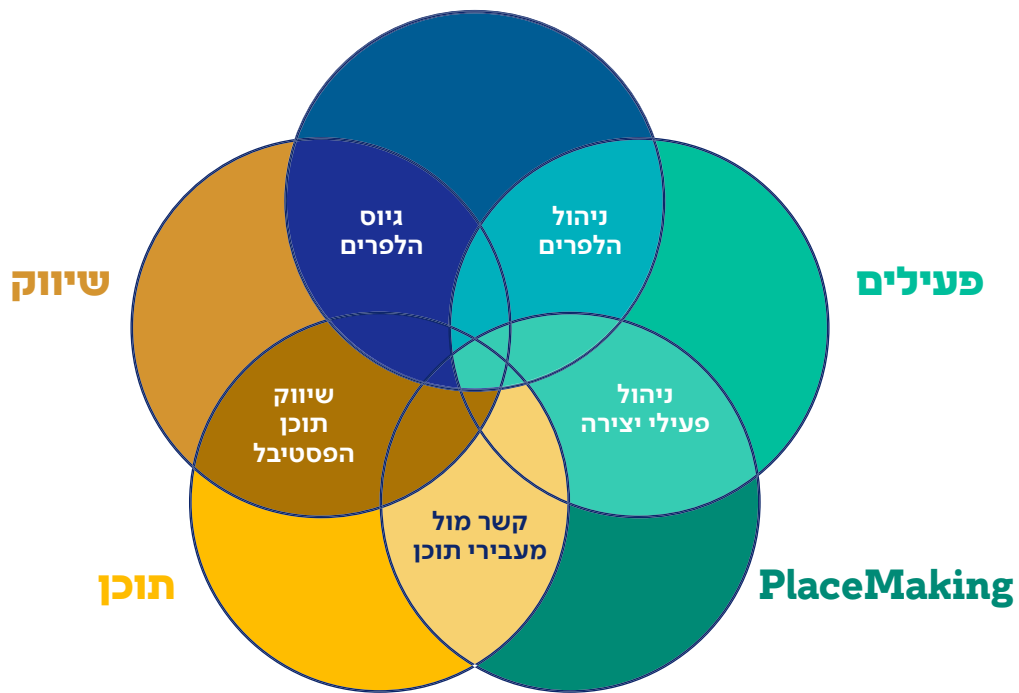 ניהול
הלפרים
גיוס
הלפרים
פעילים
שיווק
ניהול
פעילי יצירה
שיווק
תוכן
הפסטיבל
קשר מול
מעבירי תוכן
PlaceMaking
תוכן